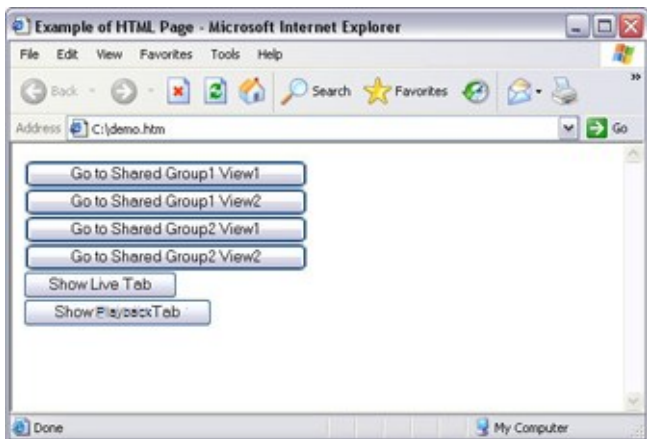 Example of HTML Page - Microsoft Internet Explorer
File Edit View Favorites Tools Help
Back Search Favorites »
Address C:\demo.htm Go
Go to Shared Group1 View1
Go to Shared Group1 View2
Go to Shared Group2 View1
Go to Shared Group2 View2
Show Live Tab
Show Playback Tab
Done My Computer